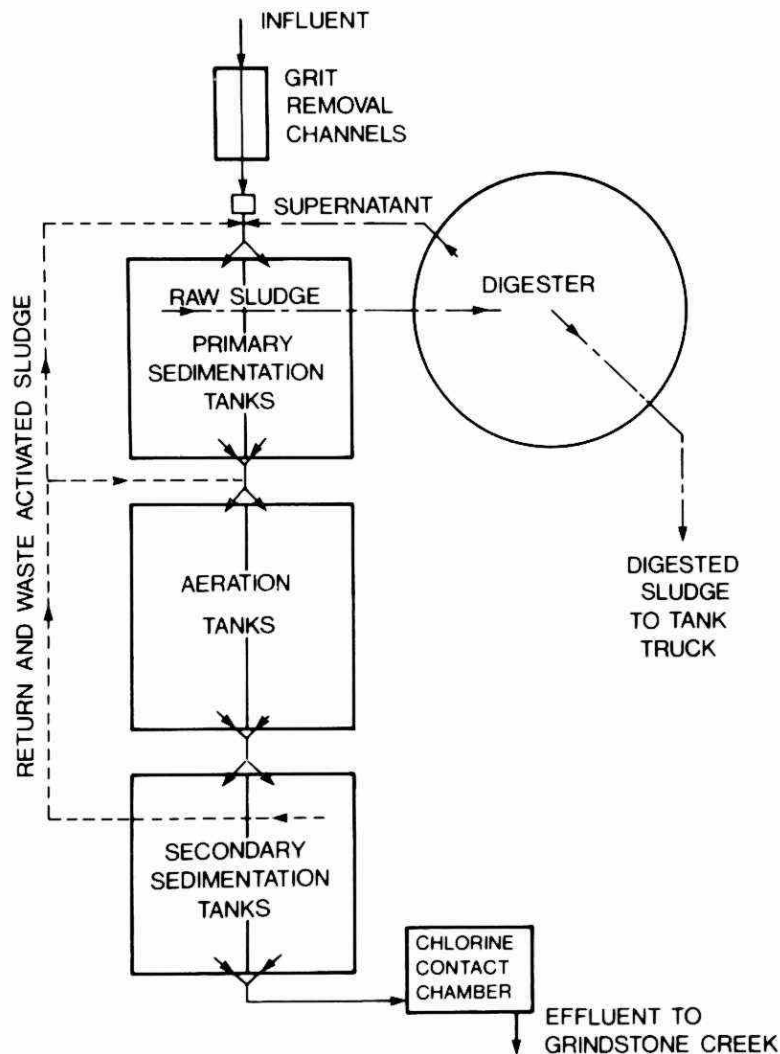 INFLUENT
GRIT
REMOVAL
CHANNELS
SUPERNATANT
DIGESTER
RAW SLUDGE
PRIMARY
SEDIMENTATION
TANKS
RETURN AND WASTE ACTIVATED SLUDGE
AERATION
TANKS
DIGESTED
SLUDGE
TO TANK
TRUCK
SECONDARY
SEDIMENTATION
TANKS
CHLORINE
CONTACT
CHAMBER
EFFLUENT TO
GRINDSTONE CREEK